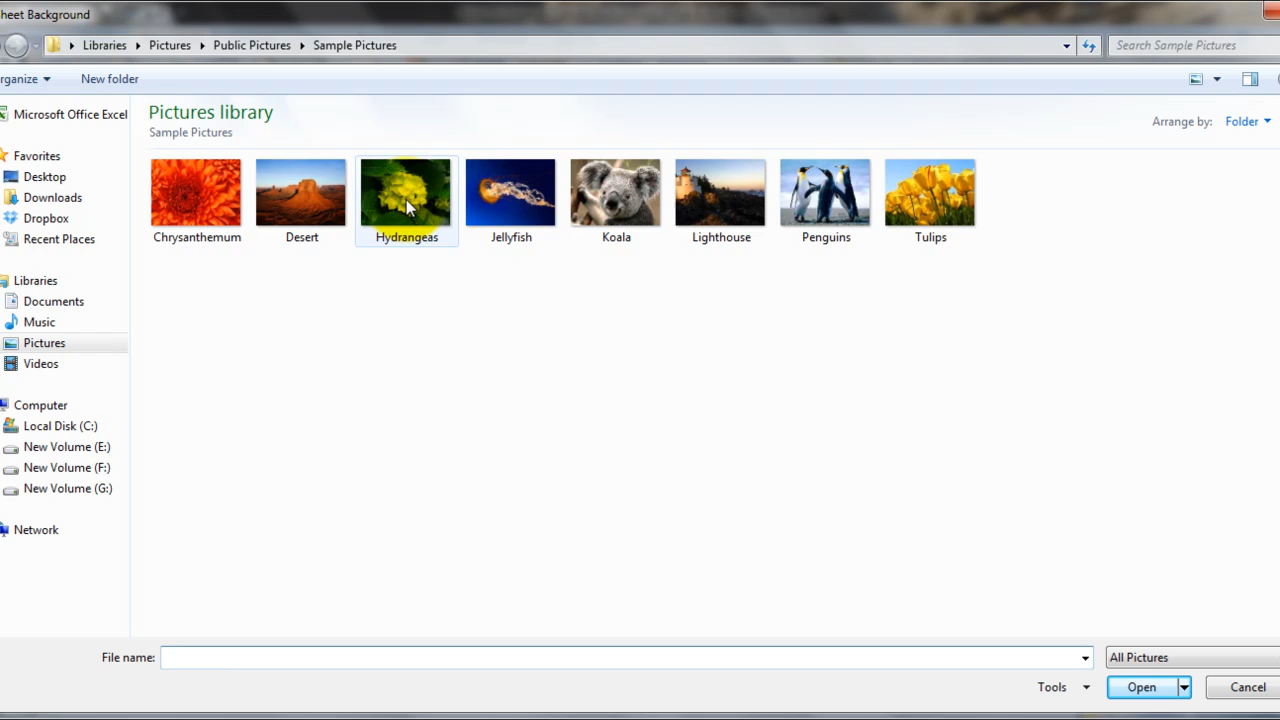 heet Background
Libraries Pictures Public Pictures Sample Pictures
Search Sample Pictures
rganize
New folder
Microsoft Office Excel
Favorites
Desktop
Downloads
Dropbox
Recent Places
Libraries
Documents
Music
Pictures
Videos
Computer
Local Disk (C:)
New Volume (E:)
New Volume (F:)
New Volume (G:)
Network
Pictures library
Sample Pictures
Arrange by: Folder
Chrysanthemum
Desert
Hydrangeas
Jellyfish
Koala
Lighthouse
Penguins
Tulips
File name:
All Pictures
Tools
Open
Cancel